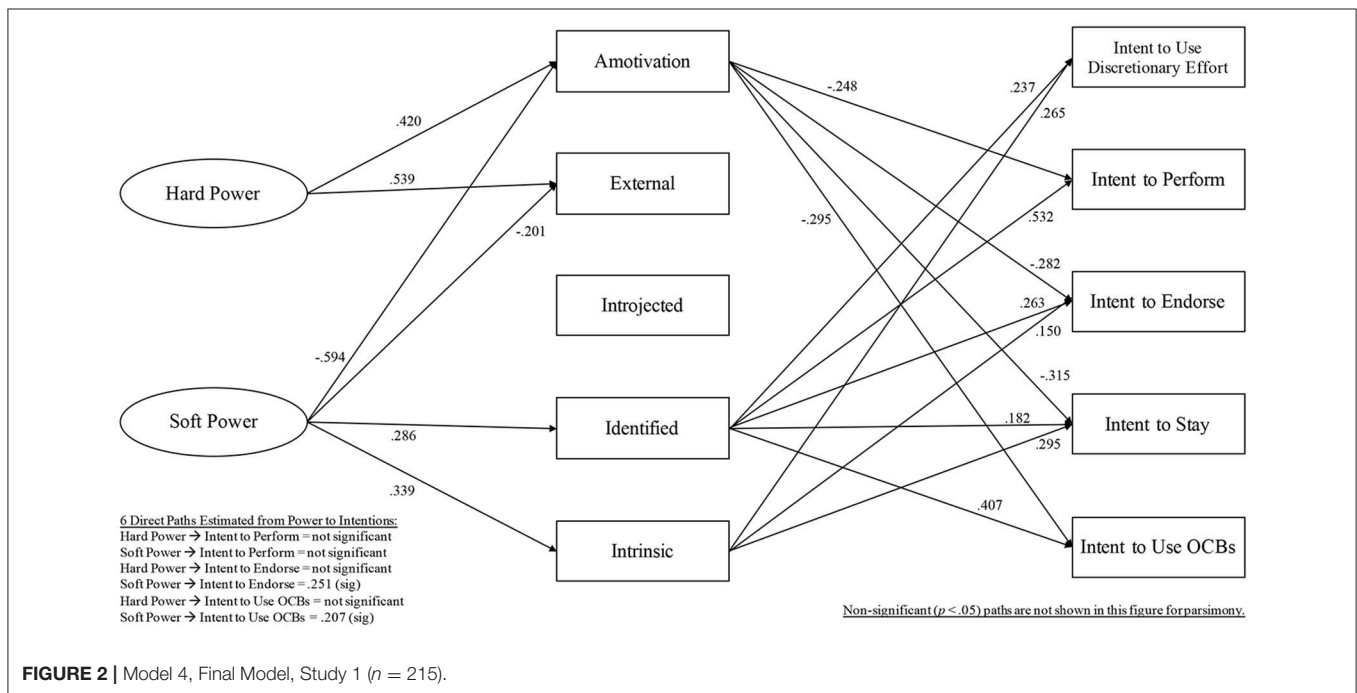 Hard Power
Soft Power
Amotivation
External
Introjected
Identified
Intrinsic
Intent to Use
Discretionary Effort
Intent to Perform
Intent to Endorse
Intent to Stay
Intent to Use OCBs
.420
.539
-.201
-.594
.286
.339
-.248
.237
.265
-.295
.532
-.282
.263
.150
-.315
.182
.295
.407
6 Direct Paths Estimated from Power to Intentions:
Hard Power → Intent to Perform = not significant
Soft Power → Intent to Perform = not significant
Hard Power → Intent to Endorse = not significant
Soft Power → Intent to Endorse = .251 (sig)
Hard Power → Intent to Use OCBs = not significant
Soft Power → Intent to Use OCBs = .207 (sig)
Non-significant (p < .05) paths are not shown in this figure for parsimony.
FIGURE 2 | Model 4, Final Model, Study 1 (n = 215).